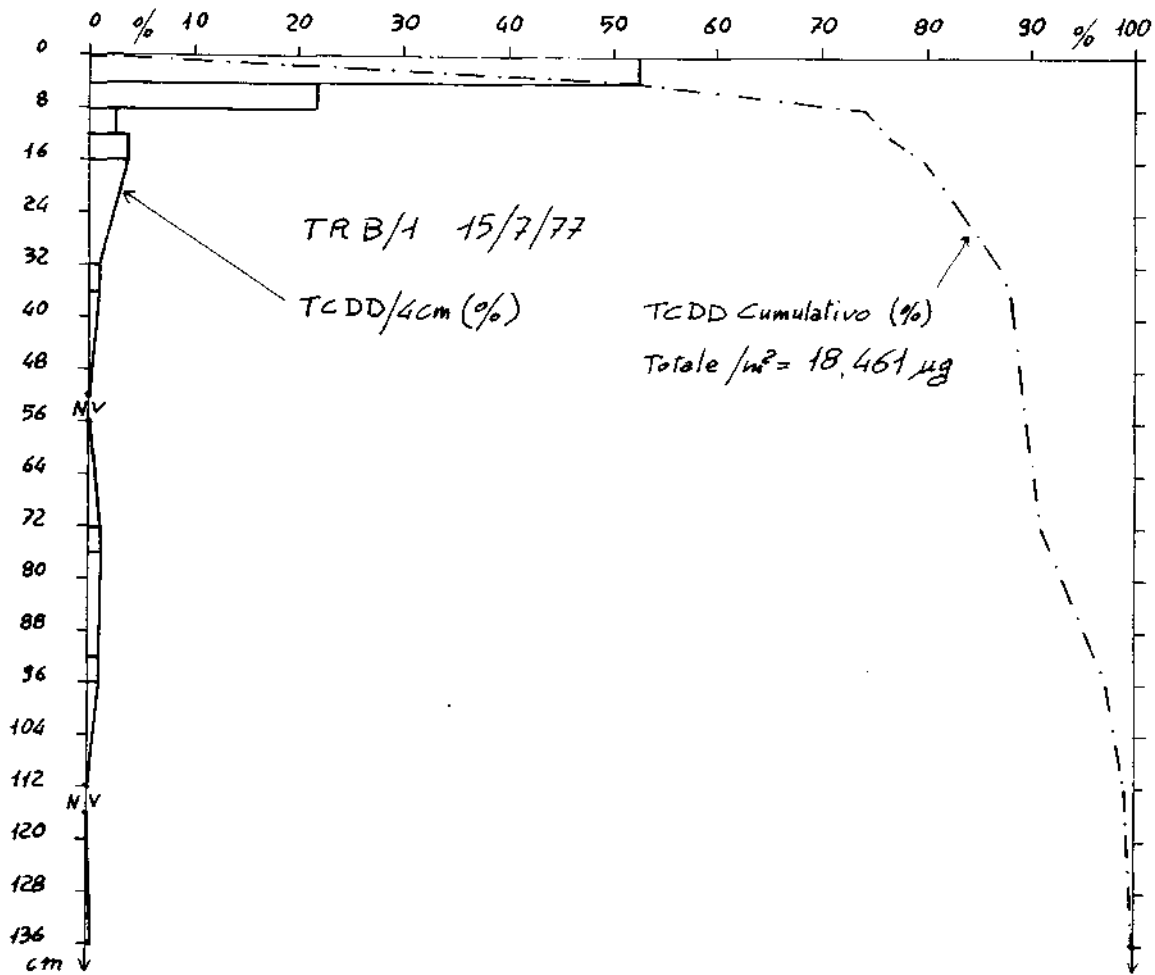 0 % 10 20 30 40 50 60 70 80 90 % 100
0
8
16
24
32
40
48
NV
56
64
72
80
88
96
104
112
NV
120
128
136
cm
TRB/1 15/7/77
TCDD/4cm (%)
TCDD Cumulativo (%)
Totale /m² = 18,461 µg